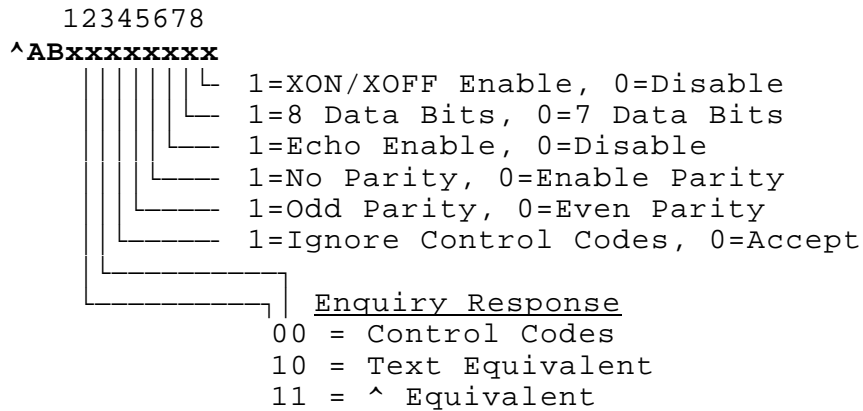 12345678
^ABxxxxxxxx
1=XON/XOFF Enable, 0=Disable
1=8 Data Bits, 0=7 Data Bits
1=Echo Enable, 0=Disable
1=No Parity, 0=Enable Parity
1=Odd Parity, 0=Even Parity
1=Ignore Control Codes, 0=Accept
Enquiry Response
00 = Control Codes
10 = Text Equivalent
11 = ^ Equivalent